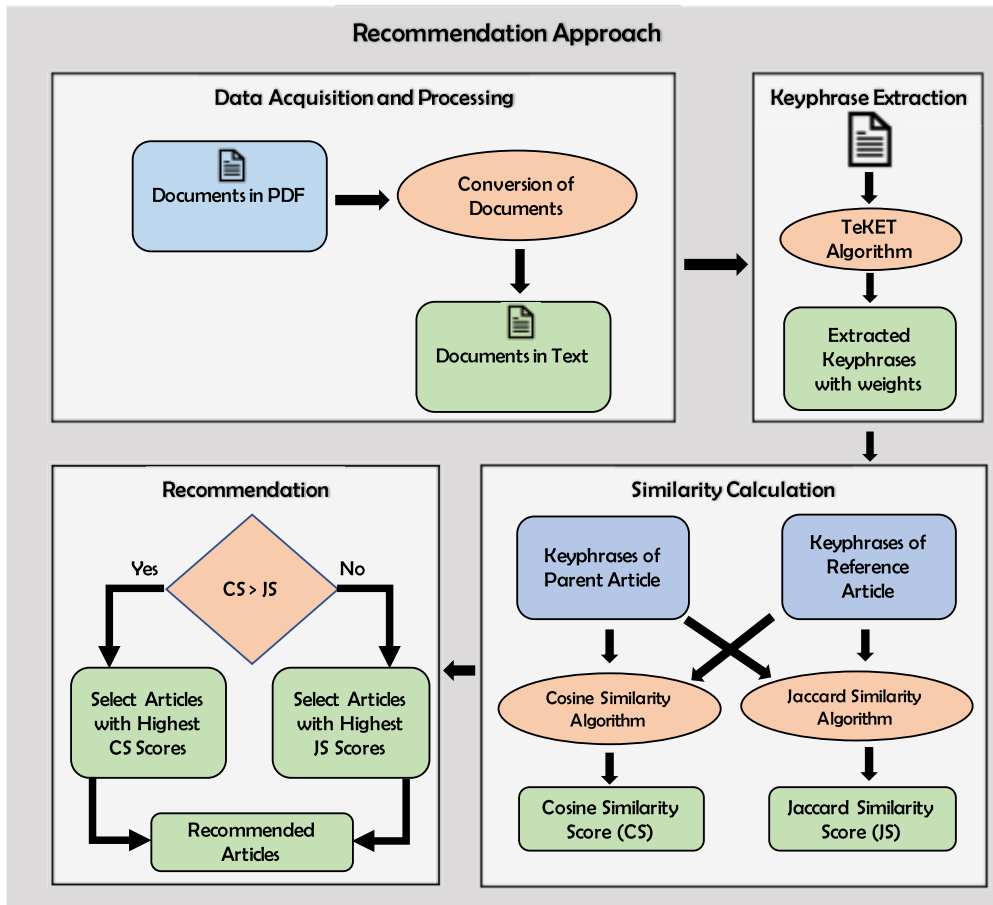 Recommendation Approach
Data Acquisition and Processing
Documents in PDF
Conversion of
Documents
Documents in Text
Keyphrase Extraction
TeKET
Algorithm
Extracted
Keyphrases
with weights
Similarity Calculation
Keyphrases of
Parent Article
Keyphrases of
Reference
Article
Cosine Similarity
Algorithm
Jaccard Similarity
Algorithm
Cosine Similarity
Score (CS)
Jaccard Similarity
Score (JS)
Recommendation
CS > JS
Yes
No
Select Articles
with Highest
CS Scores
Select Articles
with Highest
JS Scores
Recommended
Articles